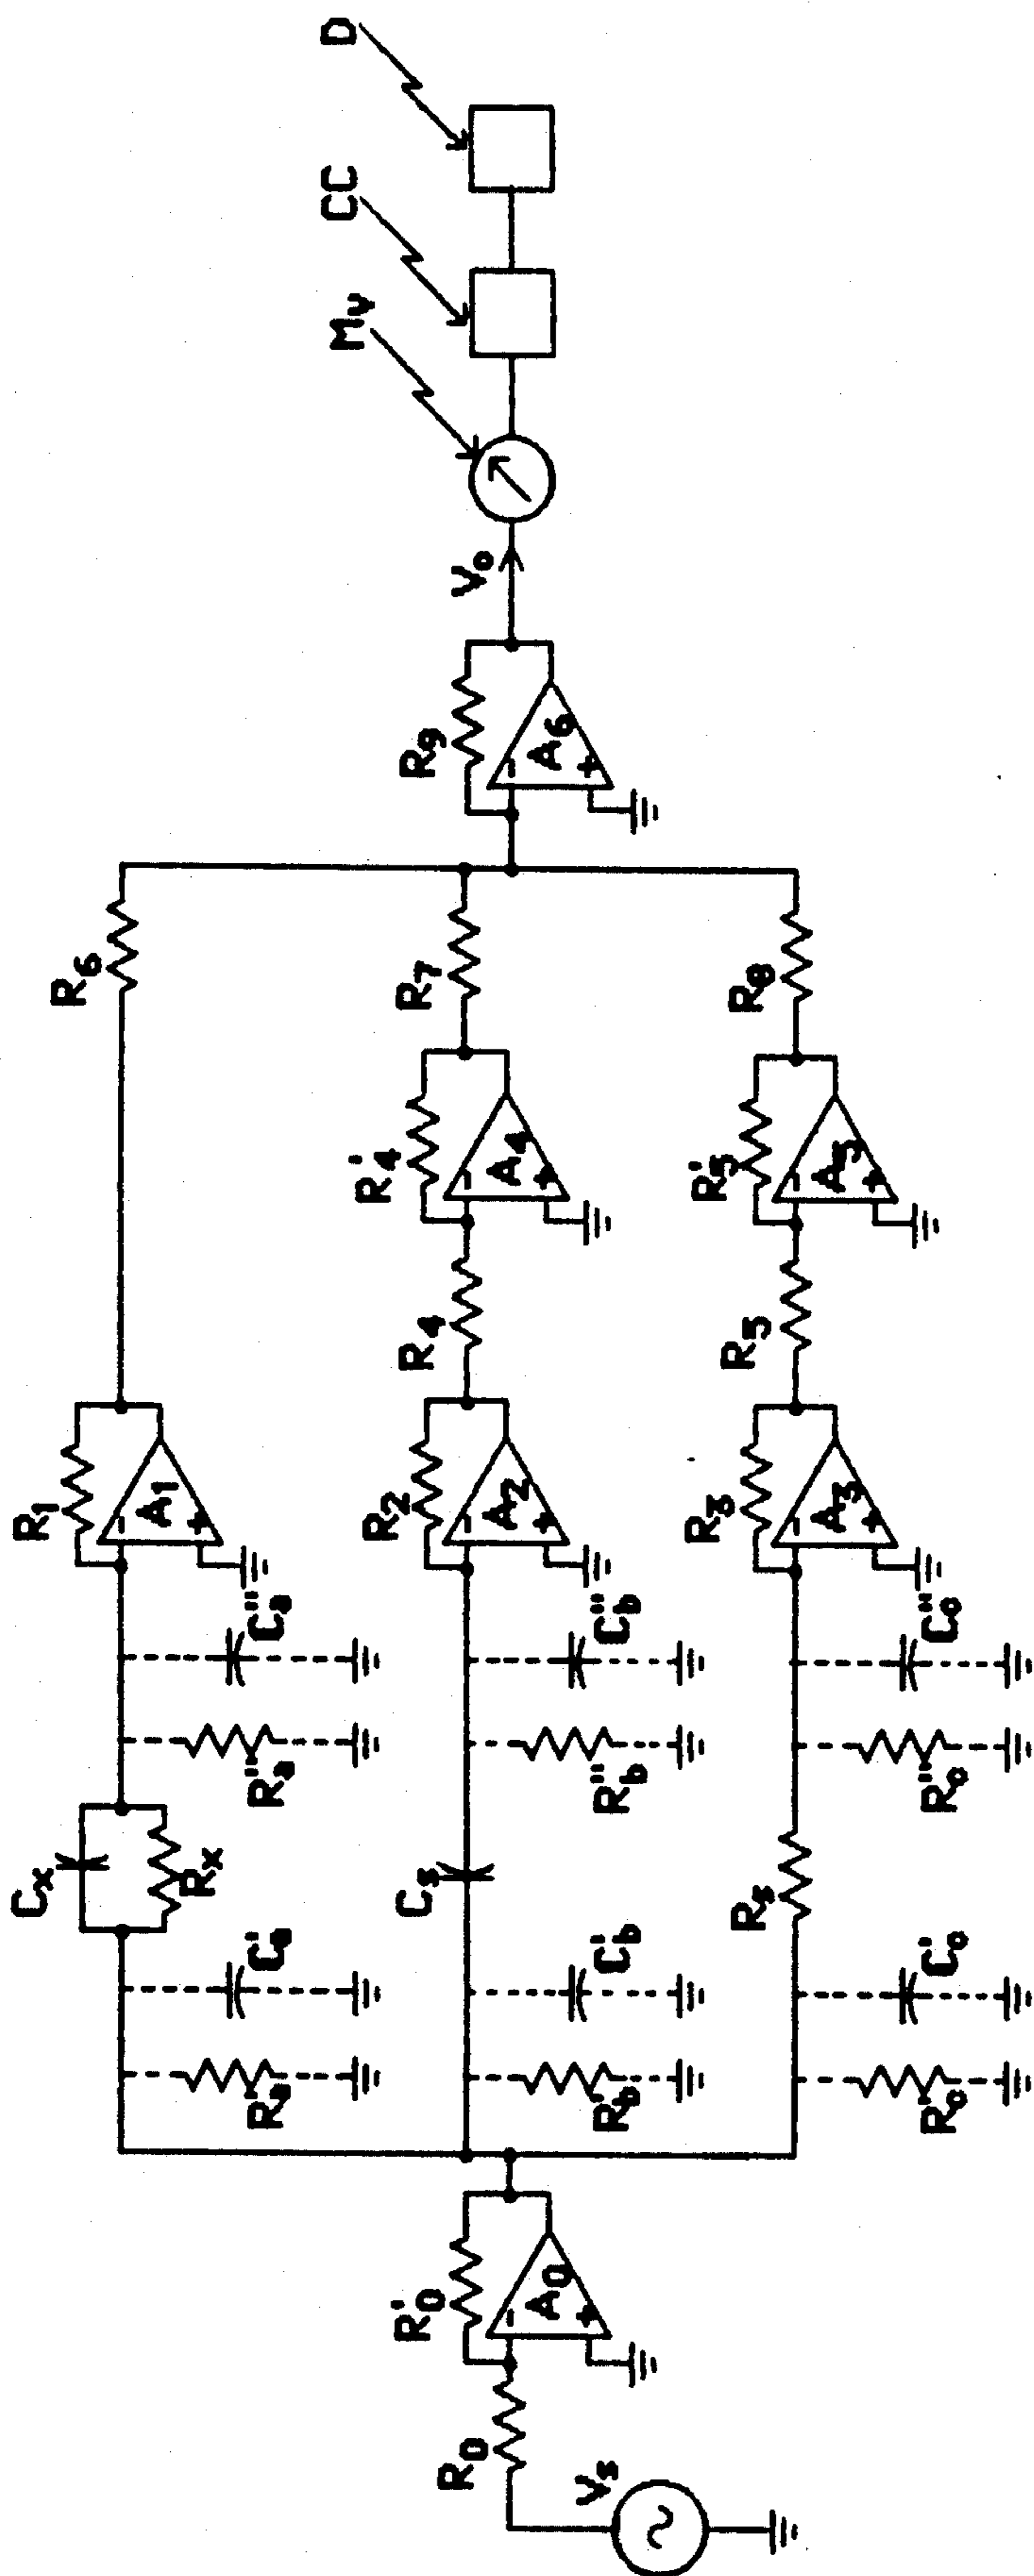 Vs
R0
R'0
A0
-
+
R'a
C'a
Cx
Rx
R"a
C"a
R1
A1
-
+
R6
R'b
C'b
Cs
R"b
C"b
R2
A2
-
+
R4
R'4
A4
-
+
R7
R'c
C'c
Rs
R"c
C"c
R3
A3
-
+
R5
R'5
A5
-
+
R8
R9
A6
-
+
Vo
Mv
CC
D